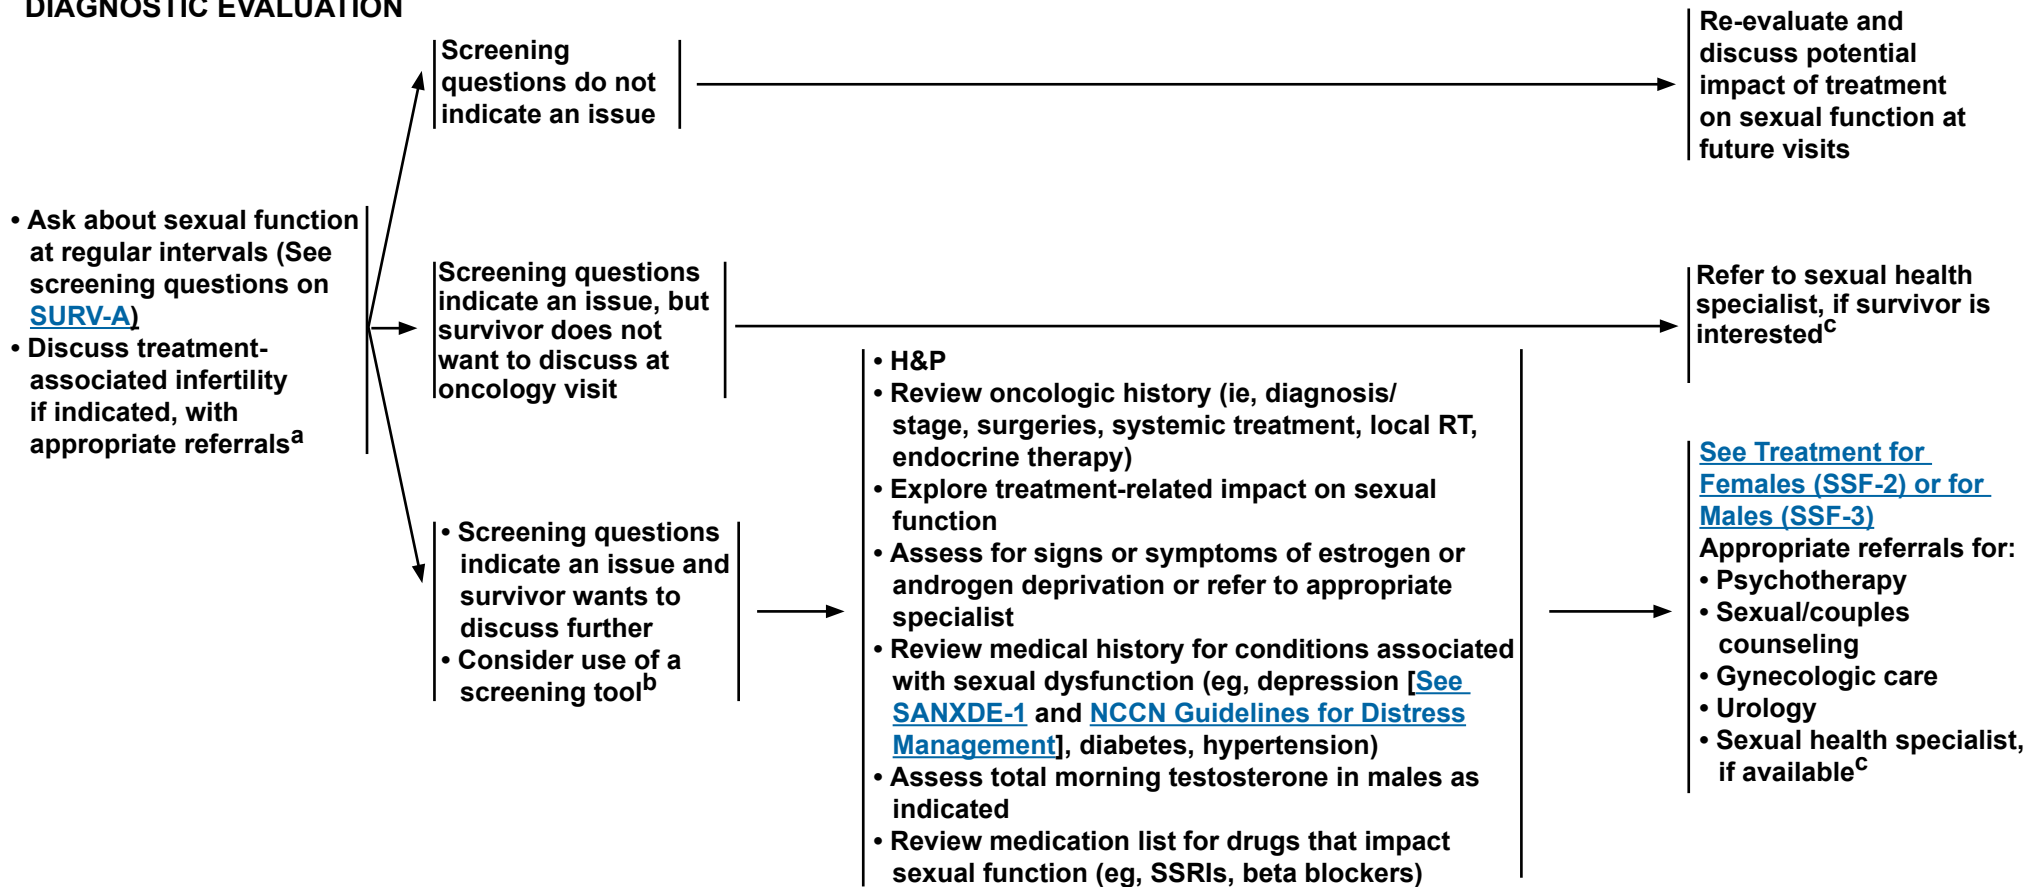 DIAGNOSTIC EVALUATION
• Ask about sexual function
at regular intervals (See
screening questions on
SURV-A)
• Discuss treatment-
associated infertility
if indicated, with
appropriate referralsa
Screening
questions do not
indicate an issue
Re-evaluate and
discuss potential
impact of treatment
on sexual function at
future visits
Screening questions
indicate an issue, but
survivor does not
want to discuss at
oncology visit
Refer to sexual health
specialist, if survivor is
interestedc
• Screening questions
indicate an issue and
survivor wants to
discuss further
• Consider use of a
screening toolb
• H&P
• Review oncologic history (ie, diagnosis/
stage, surgeries, systemic treatment, local RT,
endocrine therapy)
• Explore treatment-related impact on sexual
function
• Assess for signs or symptoms of estrogen or
androgen deprivation or refer to appropriate
specialist
• Review medical history for conditions associated
with sexual dysfunction (eg, depression [See
SANXDE-1 and NCCN Guidelines for Distress
Management], diabetes, hypertension)
• Assess total morning testosterone in males as
indicated
• Review medication list for drugs that impact
sexual function (eg, SSRIs, beta blockers)
See Treatment for
Females (SSF-2) or for
Males (SSF-3)
Appropriate referrals for:
• Psychotherapy
• Sexual/couples
counseling
• Gynecologic care
• Urology
• Sexual health specialist,
if availablec